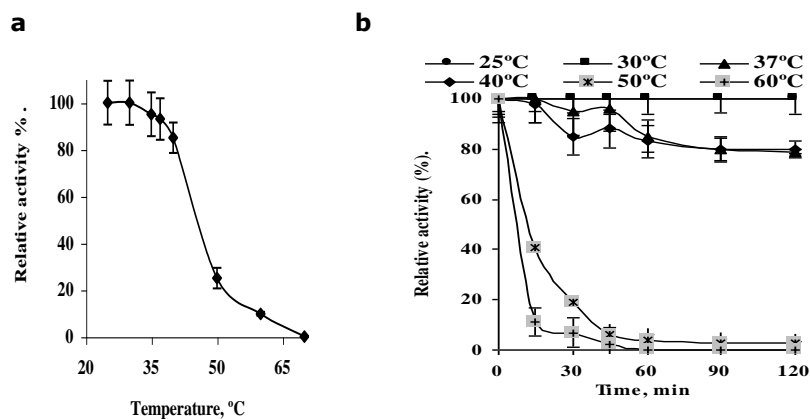 a
Relative activity % .
100
80
60
40
20
0
20 35 50 65
Temperature, ºC
b
25ºC 30ºC 37ºC
40ºC 50ºC 60ºC
Relative activity (%).
100
80
60
40
20
0
0 30 60 90 120
Time, min